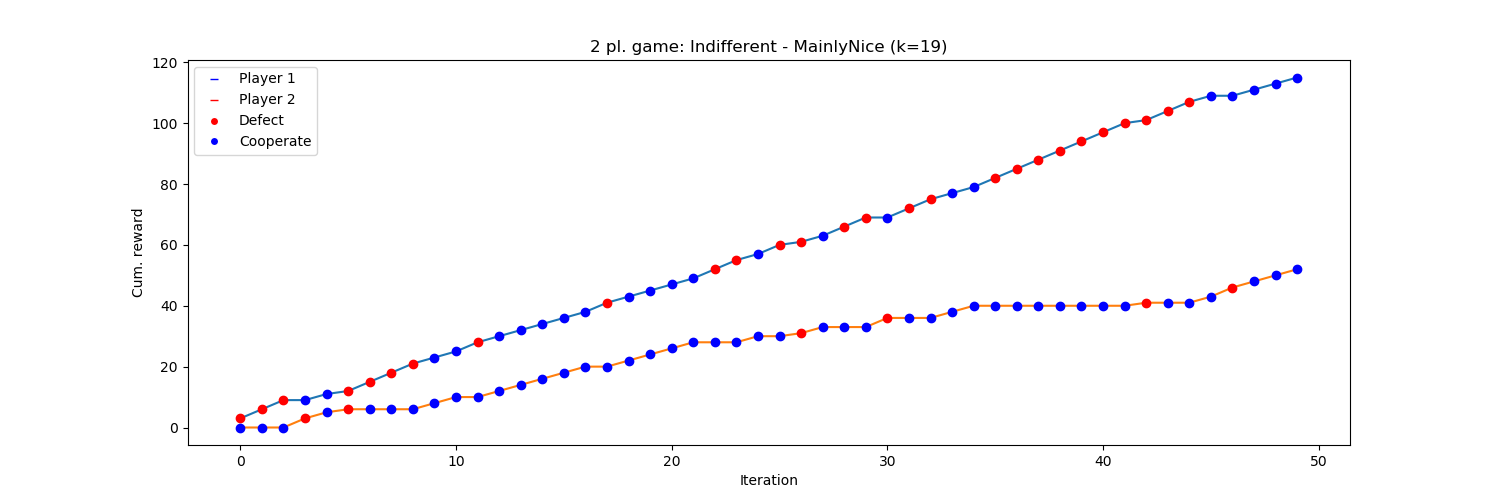 2 pl. game: Indifferent - MainlyNice (k=19)
Player 1
Player 2
Defect
Cooperate
120
100
80
60
40
20
0
Cum. reward
0 10 20 30 40 50
Iteration